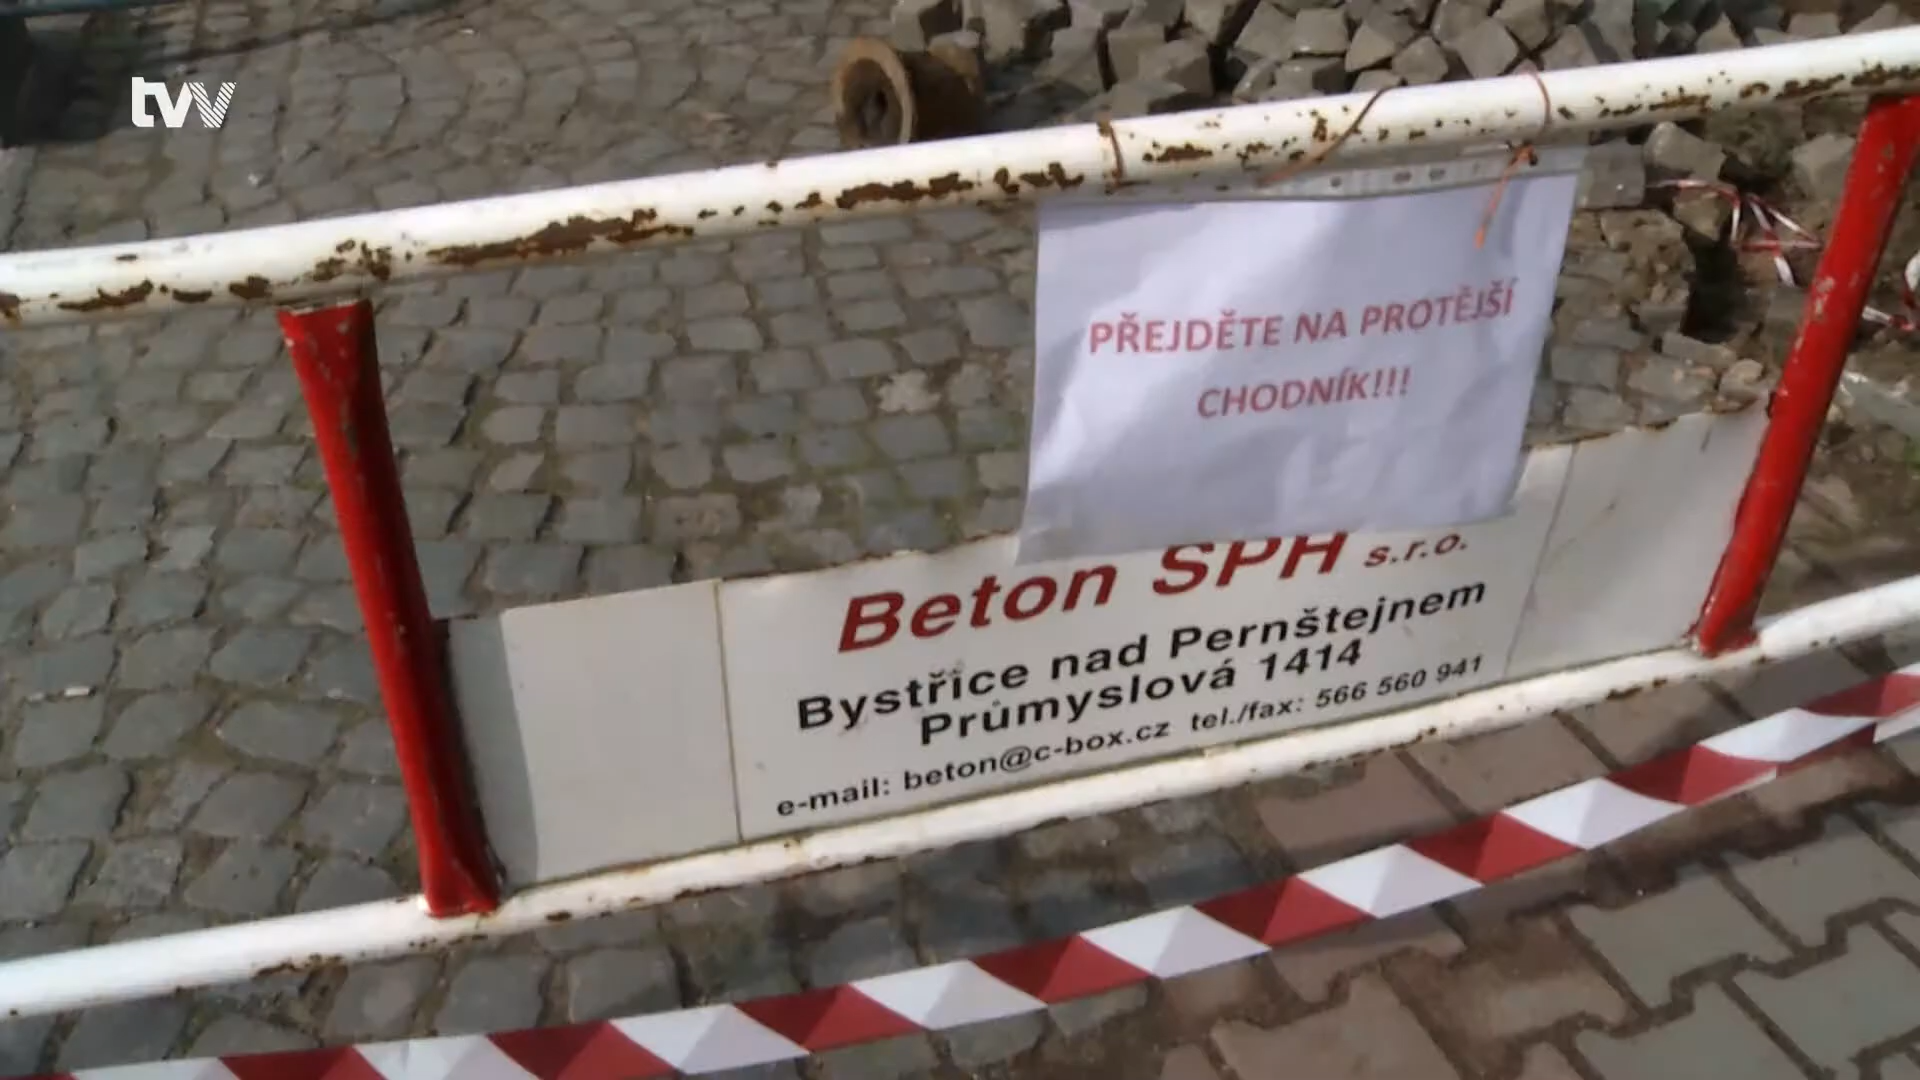 tvv
PŘEJDĚTE NA PROTĚJŠÍ
CHODNÍK!!!
Beton SPH s.r.o.
Bystřice nad Pernštejnem
Průmyslová 1414
e-mail: beton@c-box.cz tel./fax: 566 560 941